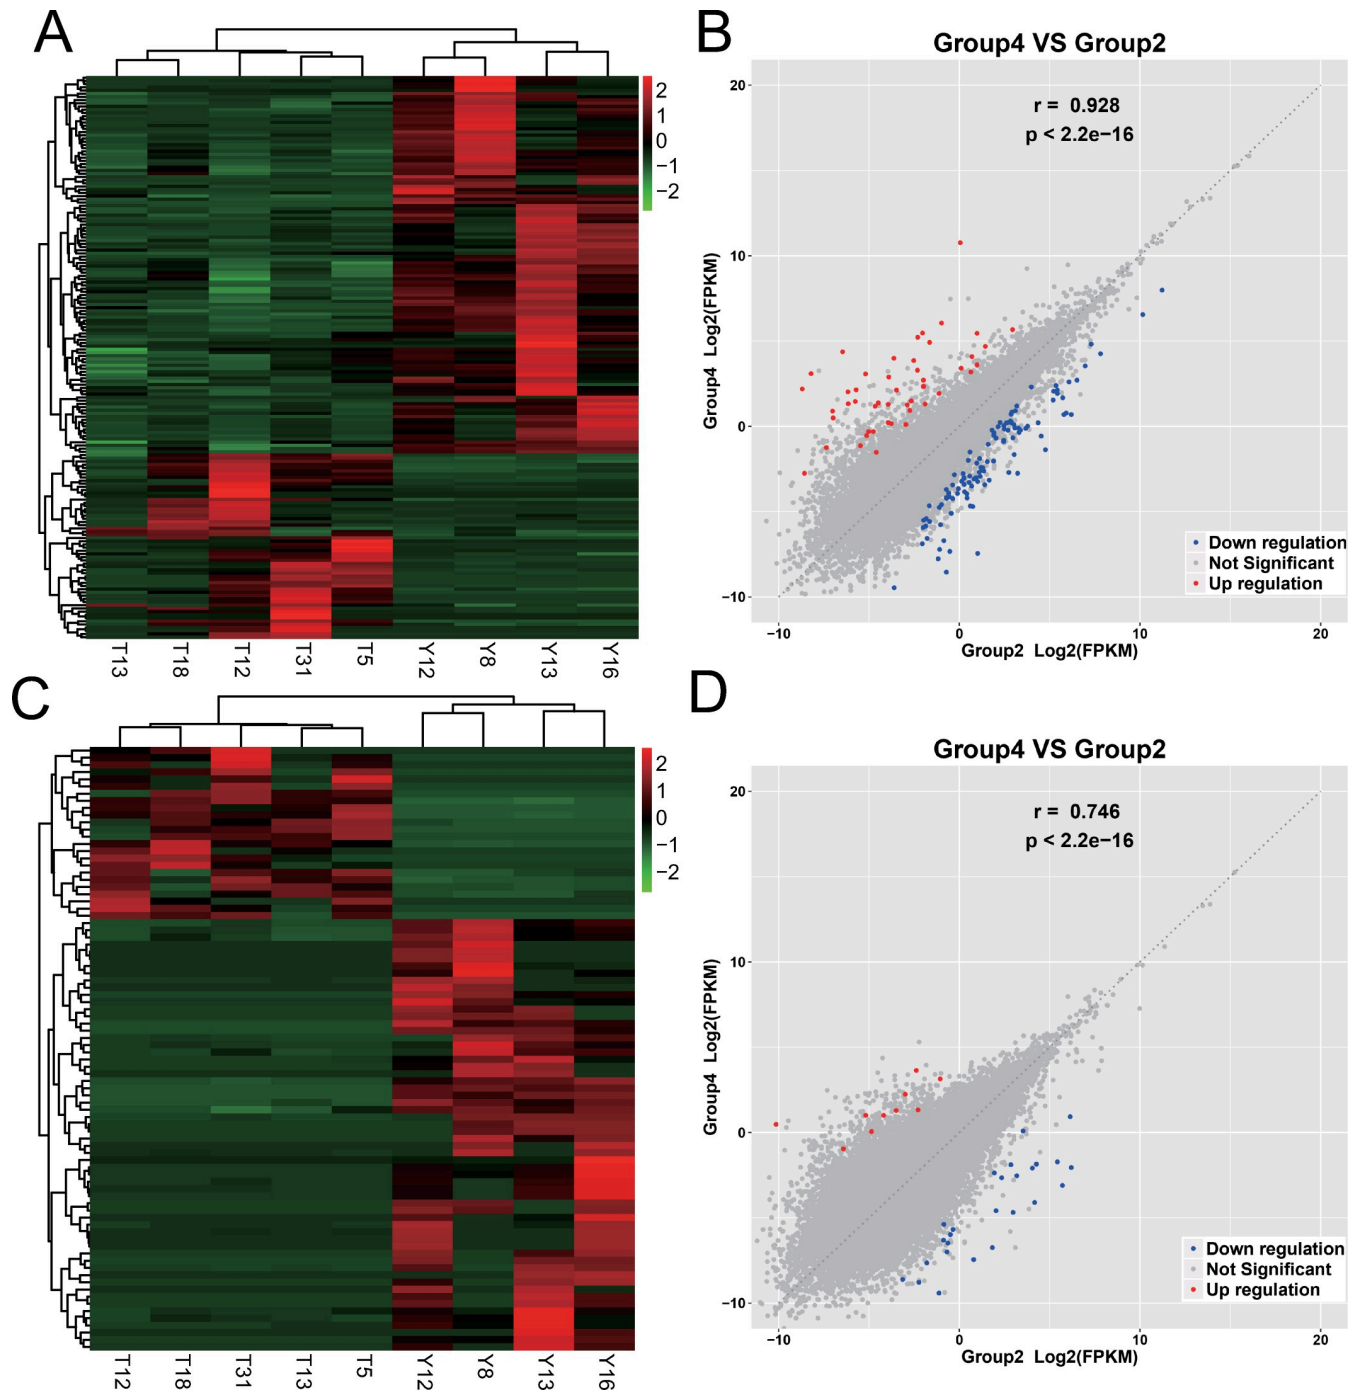 A
2
1
0
−1
−2
T13 T18 T12 T31 T5 Y12 Y8 Y13 Y16
B
Group4 VS Group2
r = 0.928
p < 2.2e−16
20
10
0
−10
Group4 Log2(FPKM)
Down regulation
Not Significant
Up regulation
−10 0 10 20
Group2 Log2(FPKM)
C
2
1
0
−1
−2
T12 T18 T31 T13 T5 Y12 Y8 Y13 Y16
D
Group4 VS Group2
r = 0.746
p < 2.2e−16
20
10
0
−10
Group4 Log2(FPKM)
Down regulation
Not Significant
Up regulation
−10 0 10 20
Group2 Log2(FPKM)